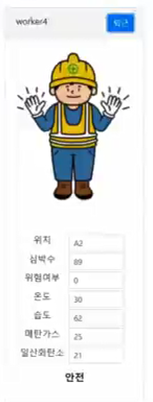 worker4 퇴근
위치 A2
심박수 89
위험여부 0
온도 30
습도 62
매탄가스 25
일산화탄소 21
안전